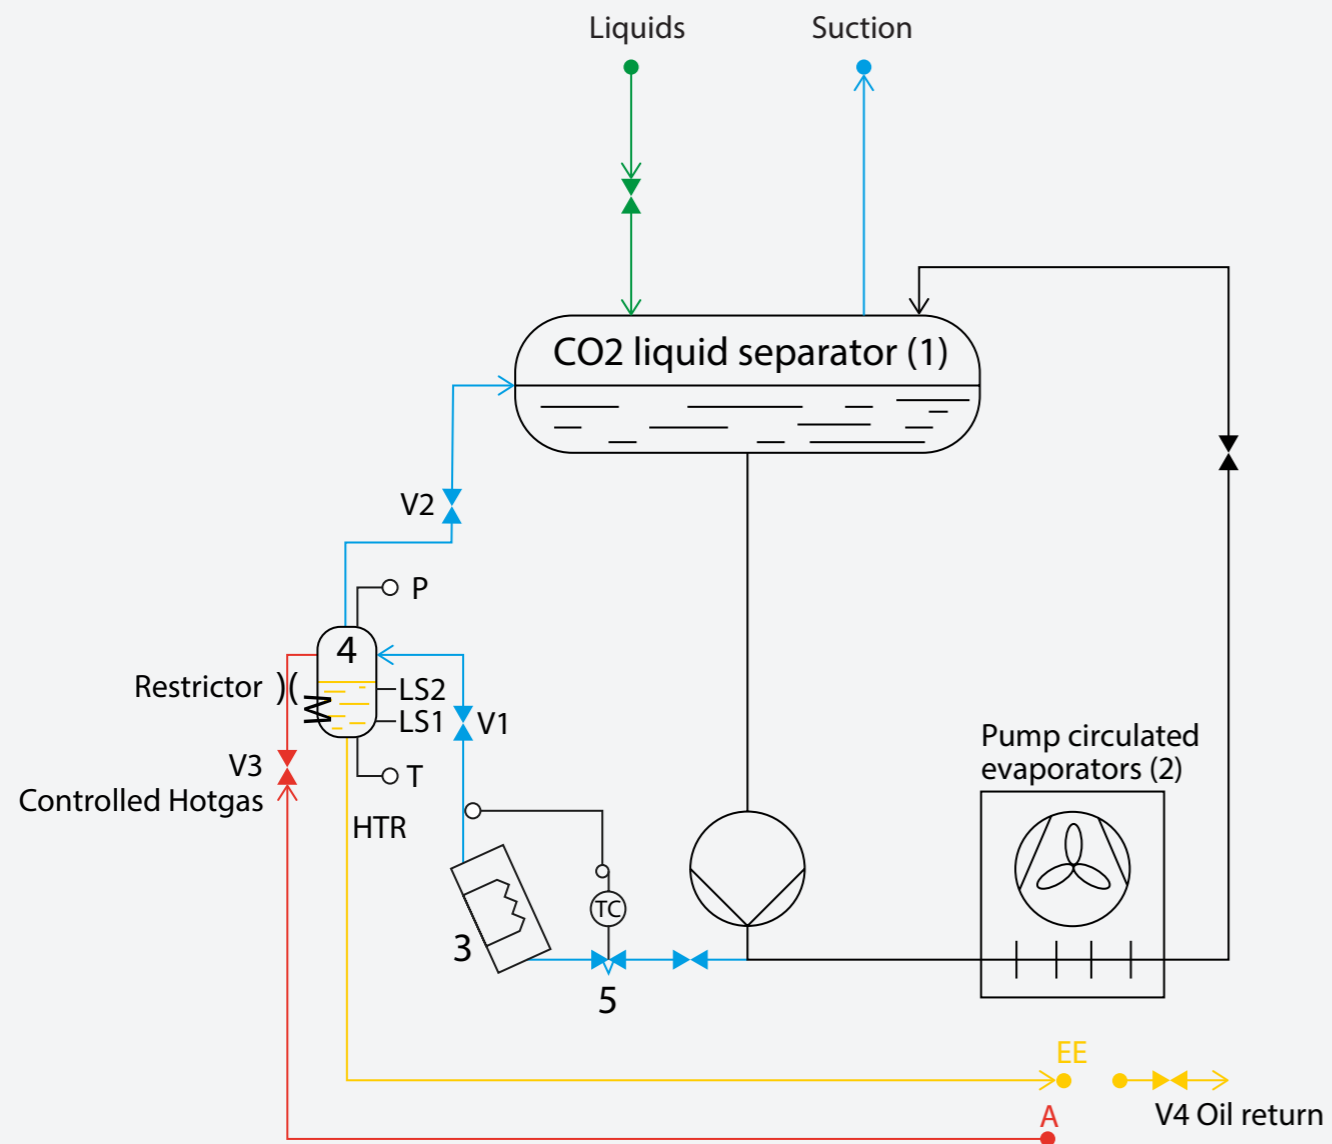 Liquids
Suction
CO2 liquid separator (1)
V2
P
4
Restrictor )(
LS2
LS1
V1
V3
T
Controlled Hotgas
HTR
Pump circulated
evaporators (2)
TC
3
5
EE
A
V4 Oil return